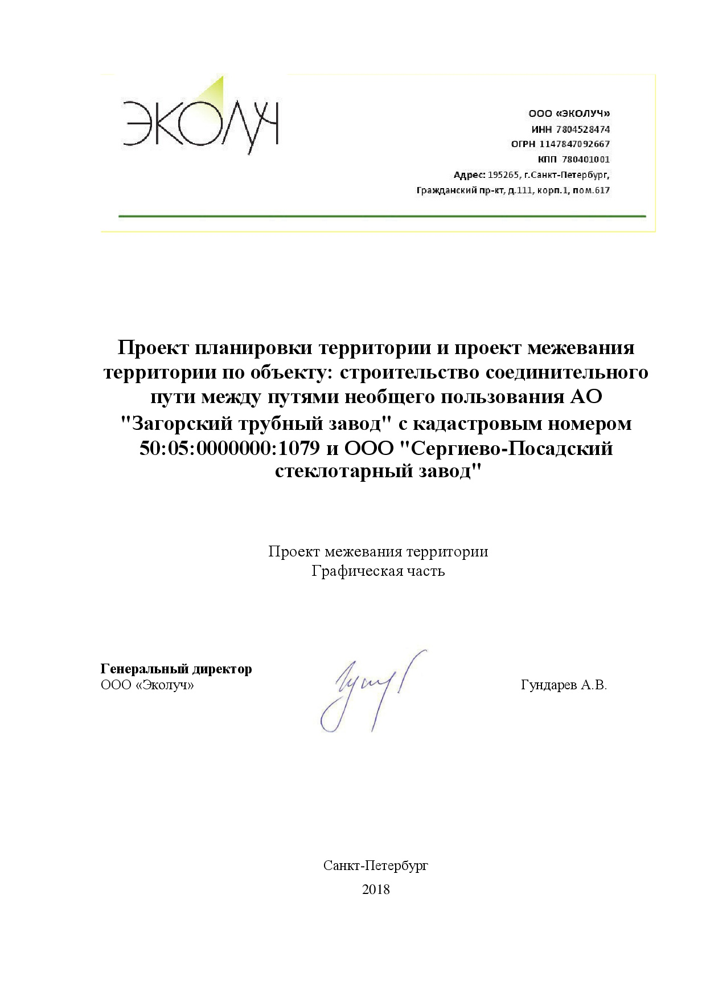 ЭКОЛУЧ
ООО «ЭКОЛУЧ»
ИНН 7804528474
ОГРН 1147847092667
КПП 780401001
Адрес: 195265, г.Санкт-Петербург,
Гражданский пр-кт, д.111, корп.1, пом.617
Проект планировки территории и проект межевания
территории по объекту: строительство соединительного
пути между путями необщего пользования АО
"Загорский трубный завод" с кадастровым номером
50:05:0000000:1079 и ООО "Сергиево-Посадский
стеклотарный завод"
Проект межевания территории
Графическая часть
Генеральный директор
ООО «Эколуч»
Гундарев А.В.
Санкт-Петербург
2018